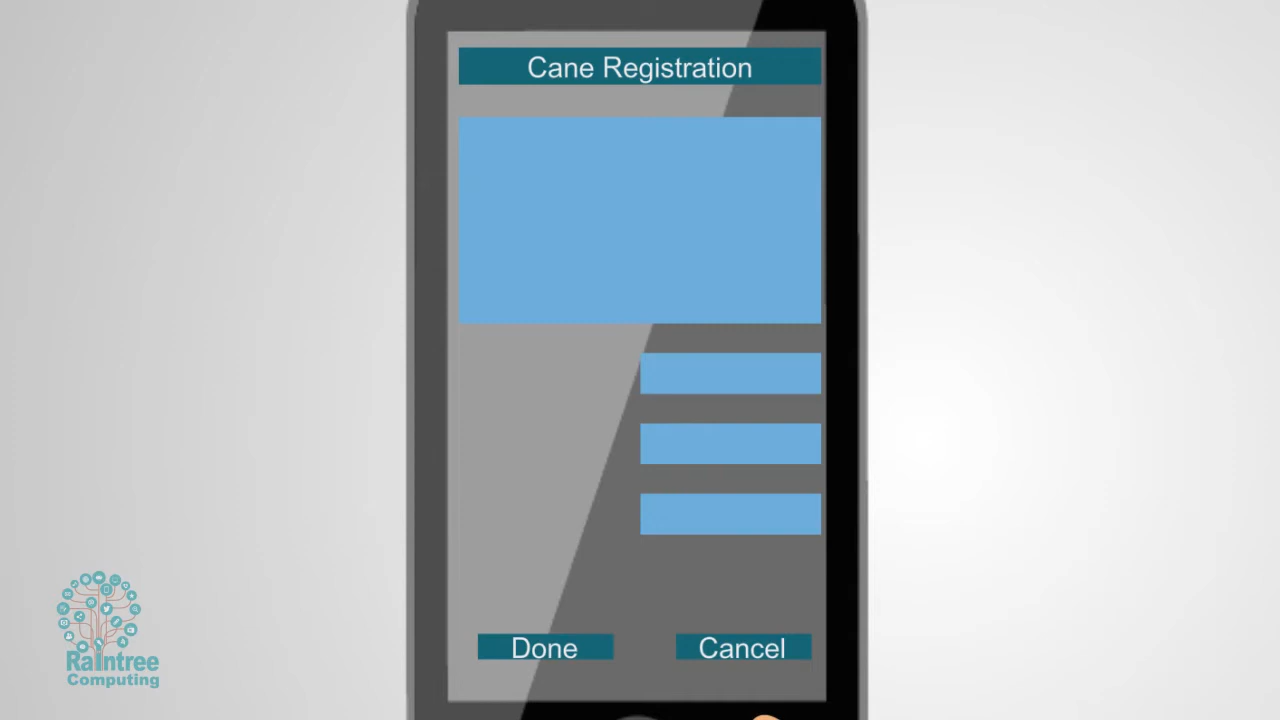 Cane Registration
Done
Cancel
Raintree
Computing